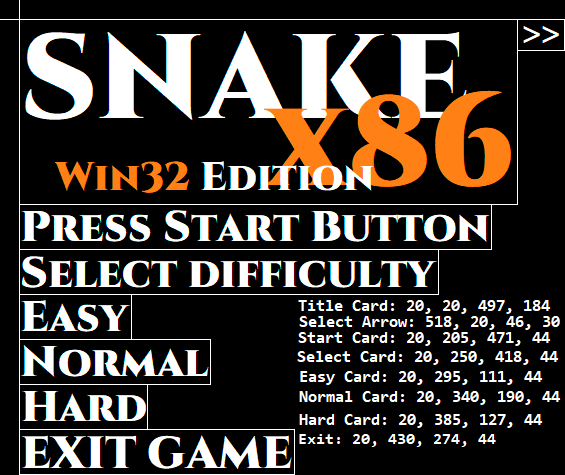 SNAKE
>>
x86
Win32 Edition
Press Start Button
Select difficulty
Easy
Normal
Hard
EXIT GAME
Title Card: 20, 20, 497, 184
Select Arrow: 518, 20, 46, 30
Start Card: 20, 205, 471, 44
Select Card: 20, 250, 418, 44
Easy Card: 20, 295, 111, 44
Normal Card: 20, 340, 190, 44
Hard Card: 20, 385, 127, 44
Exit: 20, 430, 274, 44